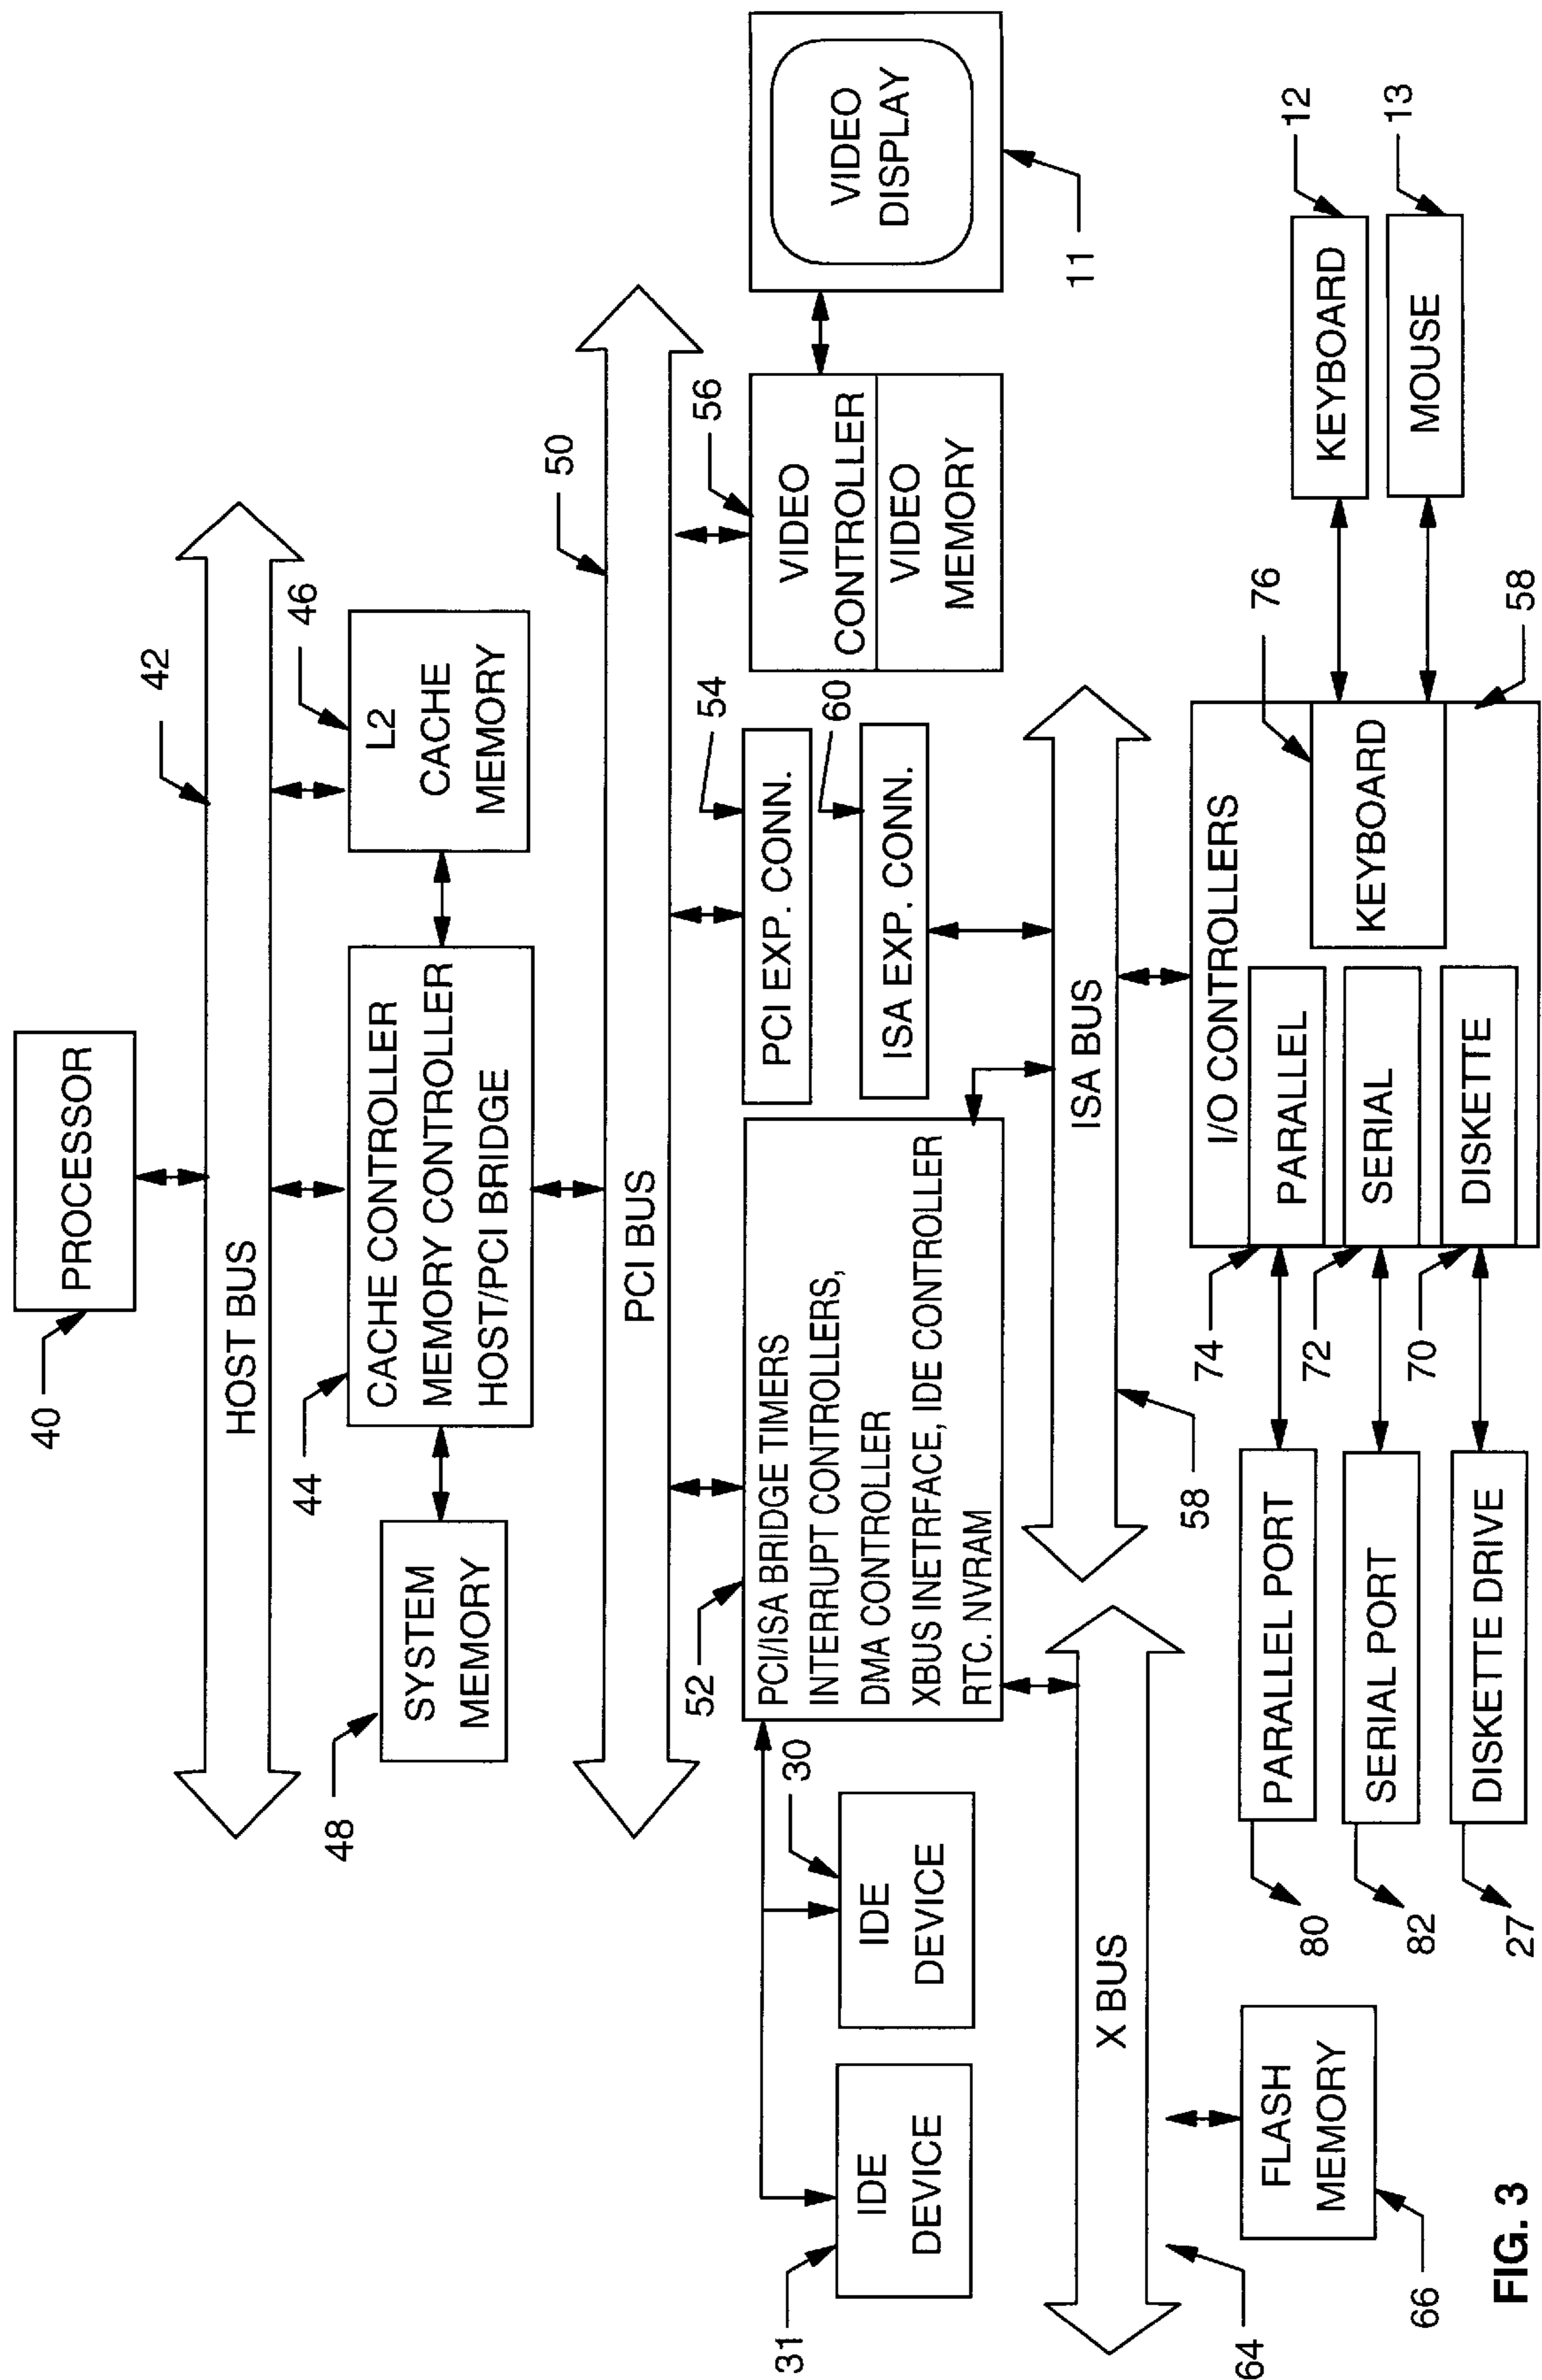 PROCESSOR
40
HOST BUS
42
SYSTEM
MEMORY
48
44
CACHE CONTROLLER
MEMORY CONTROLLER
HOST/PCI BRIDGE
46
L2
CACHE
MEMORY
PCI BUS
50
52
PCI/ISA BRIDGE TIMERS
INTERRUPT CONTROLLERS,
DMA CONTROLLER
XBUS INETRFACE, IDE CONTROLLER
RTC. NVRAM
54
PCI EXP. CONN.
60
ISA EXP. CONN.
56
VIDEO
CONTROLLER
VIDEO
MEMORY
VIDEO
DISPLAY
11
31
IDE
DEVICE
30
IDE
DEVICE
ISA BUS
58
X BUS
64
FLASH
MEMORY
66
I/O CONTROLLERS
74
PARALLEL
72
SERIAL
70
DISKETTE
76
KEYBOARD
58
PARALLEL PORT
80
SERIAL PORT
82
DISKETTE DRIVE
27
KEYBOARD
12
MOUSE
13
FIG. 3